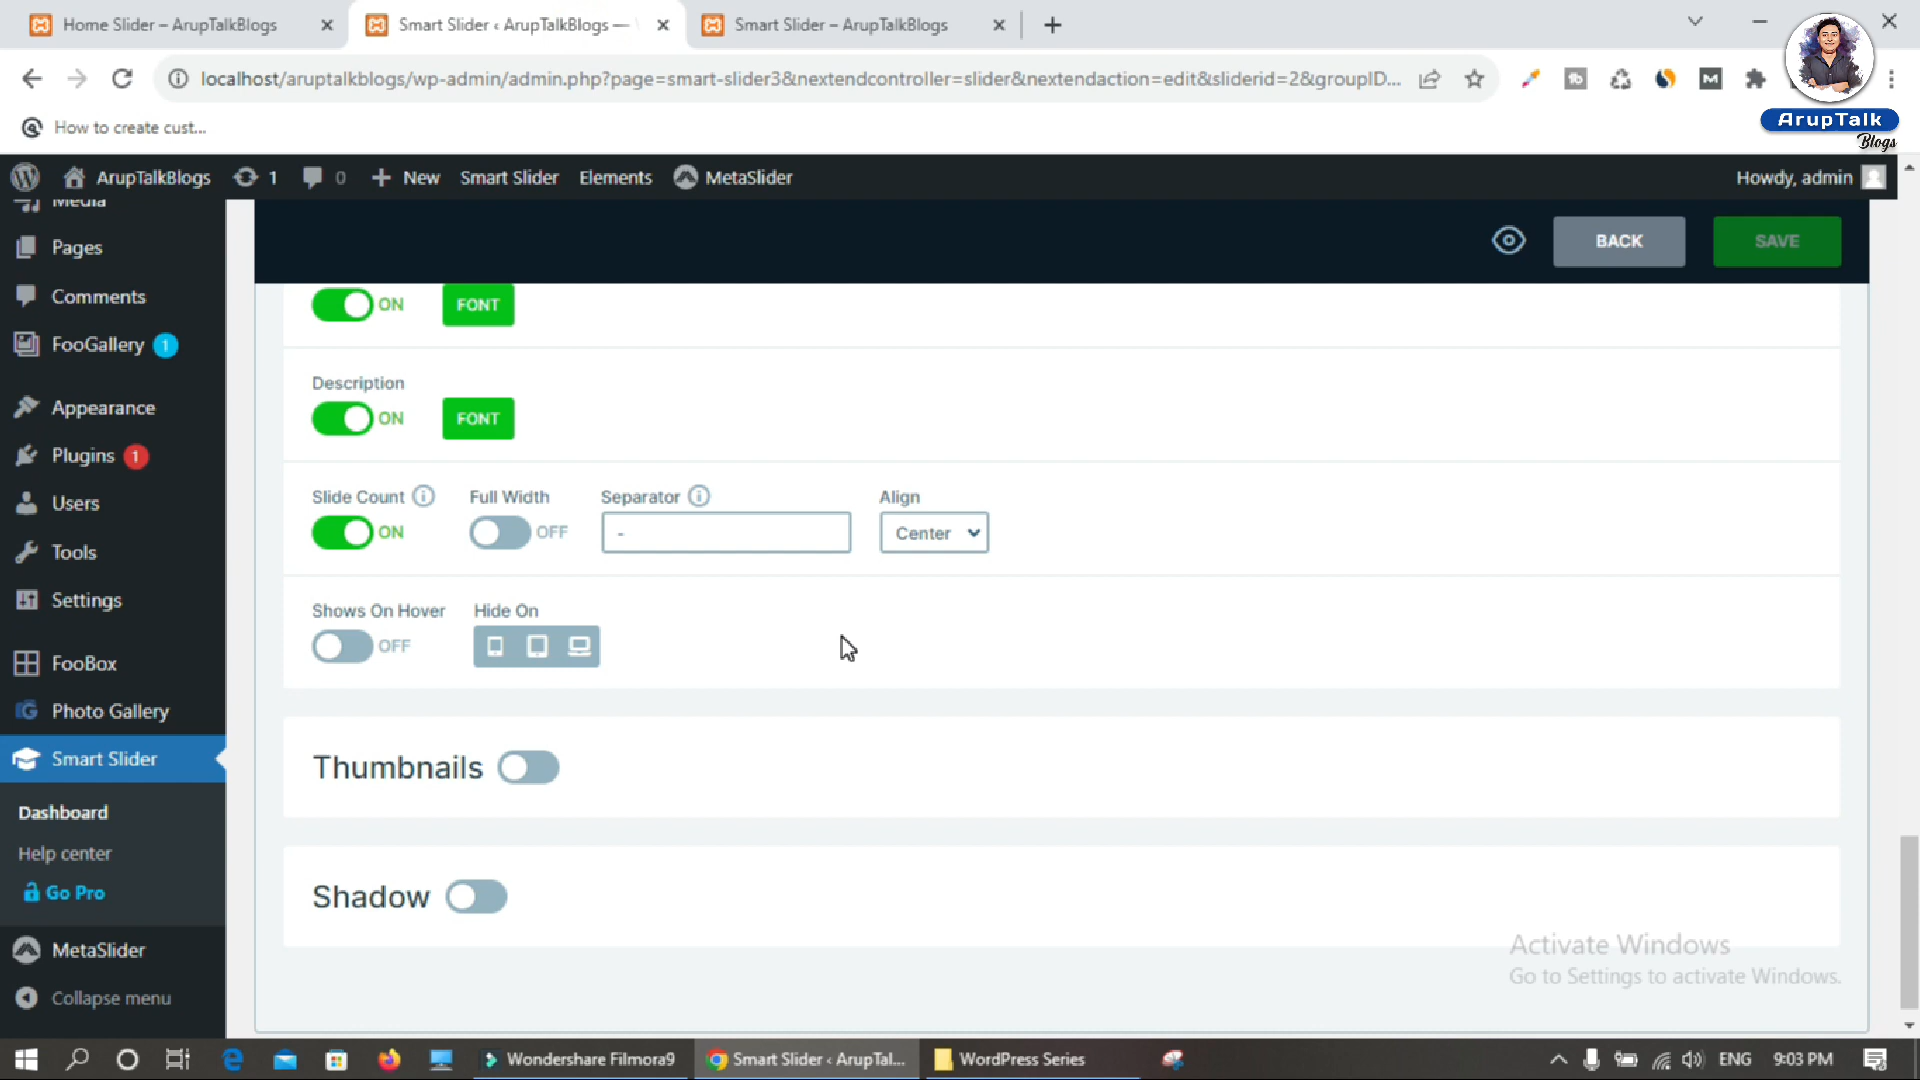 Home Slider – ArupTalkBlogs
Smart Slider ‹ ArupTalkBlogs —
Smart Slider – ArupTalkBlogs
localhost/aruptalkblogs/wp-admin/admin.php?page=smart-slider3&nextendcontroller=slider&nextendaction=edit&sliderid=2&groupID...
How to create cust...
ArupTalk
Blogs
ArupTalkBlogs
1
0
New
Smart Slider
Elements
MetaSlider
Howdy, admin
Media
Pages
Comments
FooGallery 1
Appearance
Plugins 1
Users
Tools
Settings
FooBox
Photo Gallery
Smart Slider
Dashboard
Help center
Go Pro
MetaSlider
Collapse menu
BACK
SAVE
ON
FONT
Description
ON
FONT
Slide Count
Full Width
Separator
Align
ON
OFF
-
Center
Shows On Hover
Hide On
OFF
Thumbnails
Shadow
Activate Windows
Go to Settings to activate Windows.
Wondershare Filmora9
Smart Slider ‹ ArupTal...
WordPress Series
ENG
9:03 PM